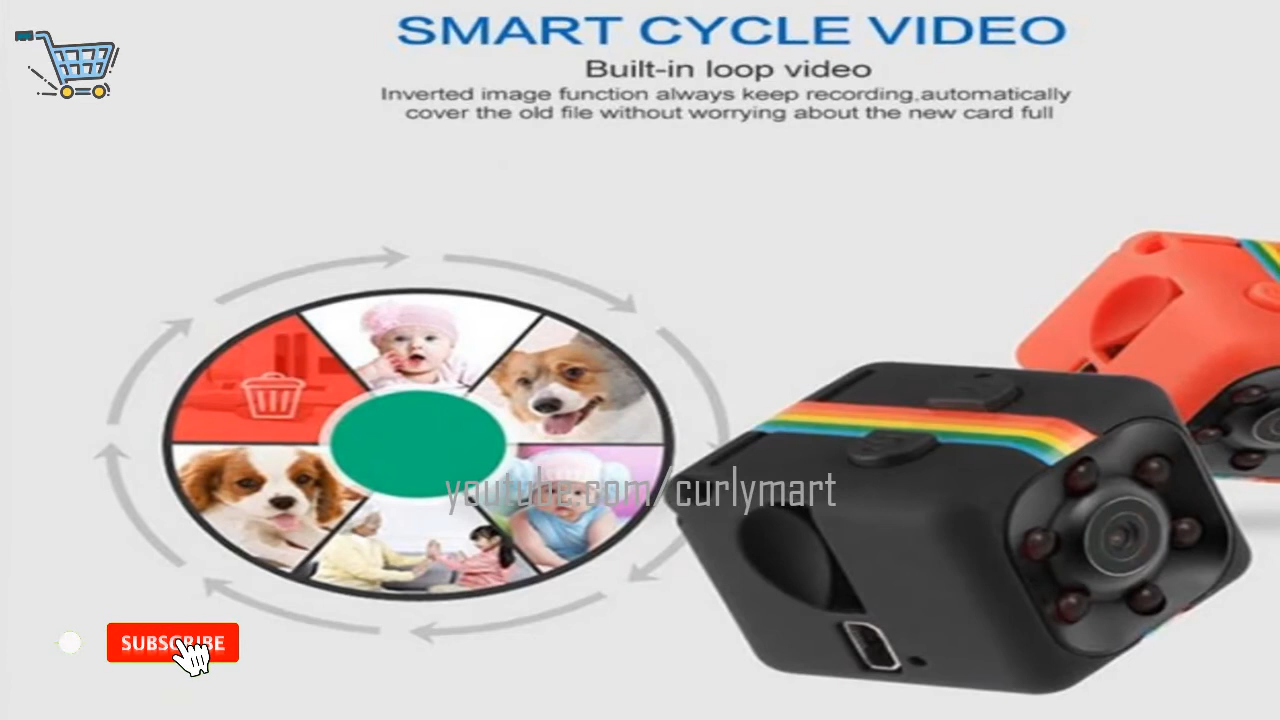 SMART CYCLE VIDEO
Built-in loop video
Inverted image function always keep recording,automatically
cover the old file without worrying about the new card full
youtube.com/curlymart
SUBSCRIBE